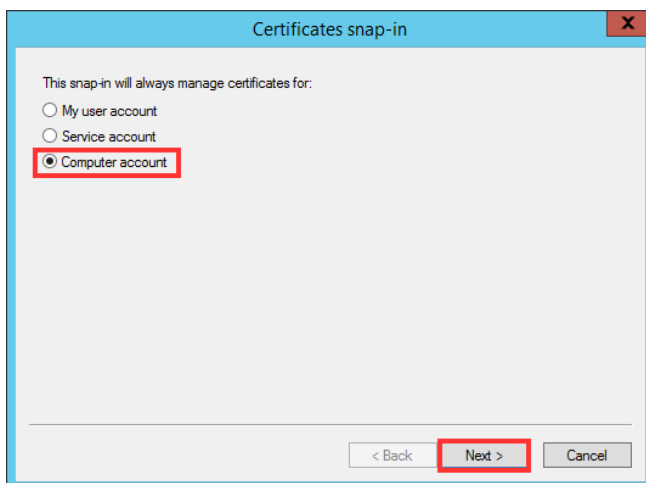 Certificates snap-in
X
This snap-in will always manage certificates for:
My user account
Service account
Computer account
< Back Next > Cancel